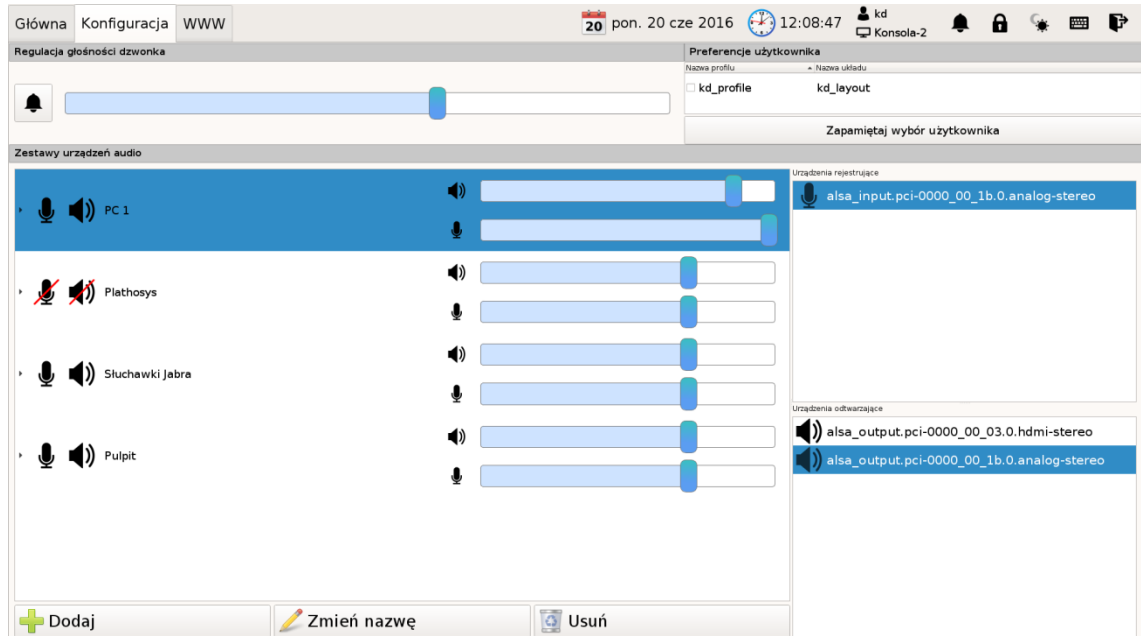 Główna Konfiguracja WWW 20 pon. 20 cze 2016 12:08:47 kd
Konsola-2
Regulacja głośności dzwonka
Preferencje użytkownika
Nazwa profilu Nazwa układu
kd_profile kd_layout
Zapamiętaj wybór użytkownika
Zestawy urządzeń audio
PC 1
Plathosys
Słuchawki Jabra
Pulpit
Urządzenia rejestrujące
alsa_input.pci-0000_00_1b.0.analog-stereo
Urządzenia odtwarzające
alsa_output.pci-0000_00_03.0.hdmi-stereo
alsa_output.pci-0000_00_1b.0.analog-stereo
Dodaj Zmień nazwę Usuń